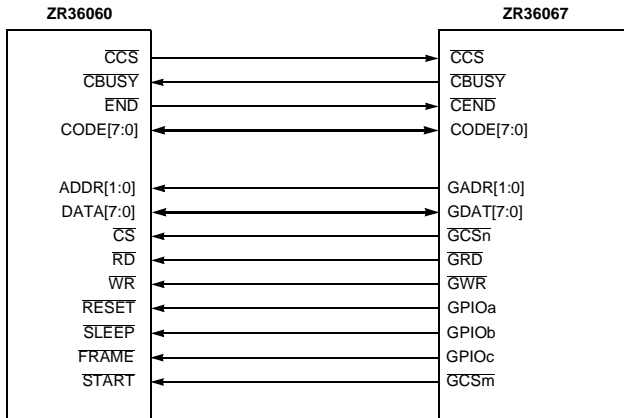 ZR36060 ZR36067
CCS CCS
CBUSY CBUSY
END CEND
CODE[7:0] CODE[7:0]
ADDR[1:0] GADR[1:0]
DATA[7:0] GDAT[7:0]
CS GCSn
RD GRD
WR GWR
RESET GPIOa
SLEEP GPIOb
FRAME GPIOc
START GCSm